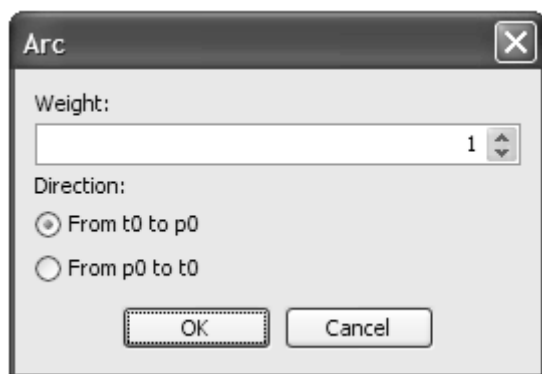 Arc
Weight:
1
Direction:
From t0 to p0
From p0 to t0
OK Cancel